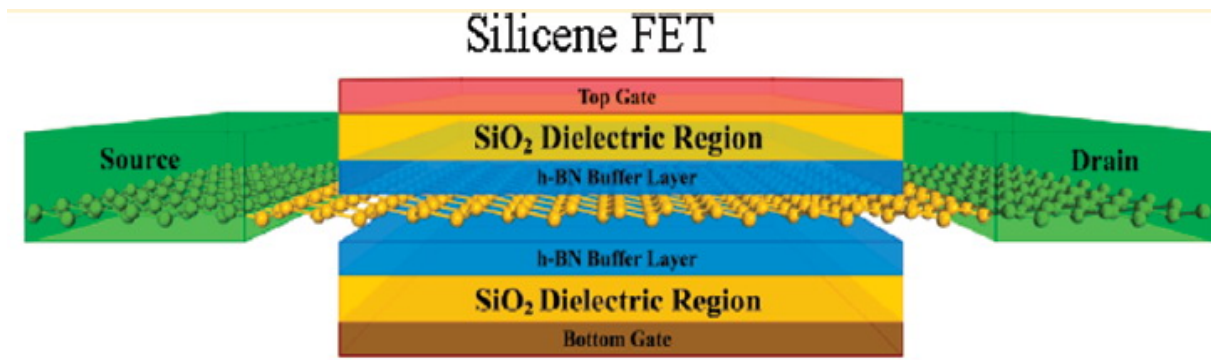 Silicene FET
Top Gate
SiO₂ Dielectric Region
Source
h-BN Buffer Layer
Drain
h-BN Buffer Layer
SiO₂ Dielectric Region
Bottom Gate